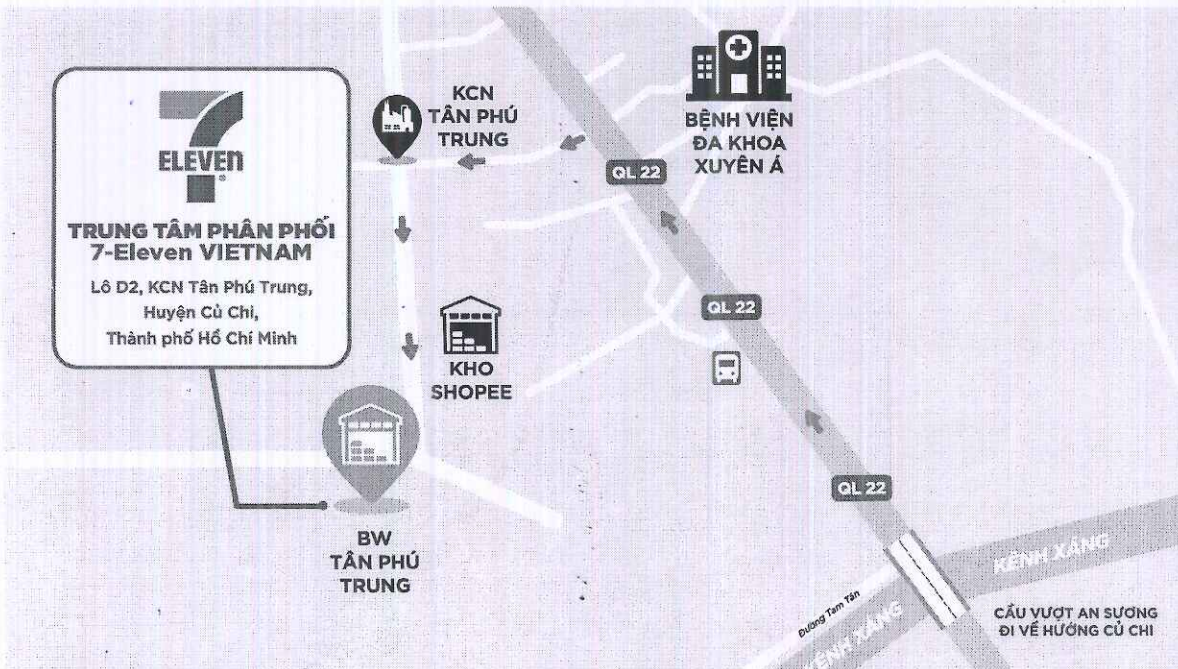 7
ELEVEN
®
TRUNG TÂM PHÂN PHỐI
7-Eleven VIETNAM
Lô D2, KCN Tân Phú Trung,
Huyện Củ Chi,
Thành phố Hồ Chí Minh
KCN
TÂN PHÚ
TRUNG
BỆNH VIỆN
ĐA KHOA
XUYÊN Á
QL 22
QL 22
KHO
SHOPEE
QL 22
BW
TÂN PHÚ
TRUNG
KÊNH XÁNG
Đường Tam Tân
KÊNH XÁNG
CẦU VƯỢT AN SƯƠNG
ĐI VỀ HƯỚNG CỦ CHI